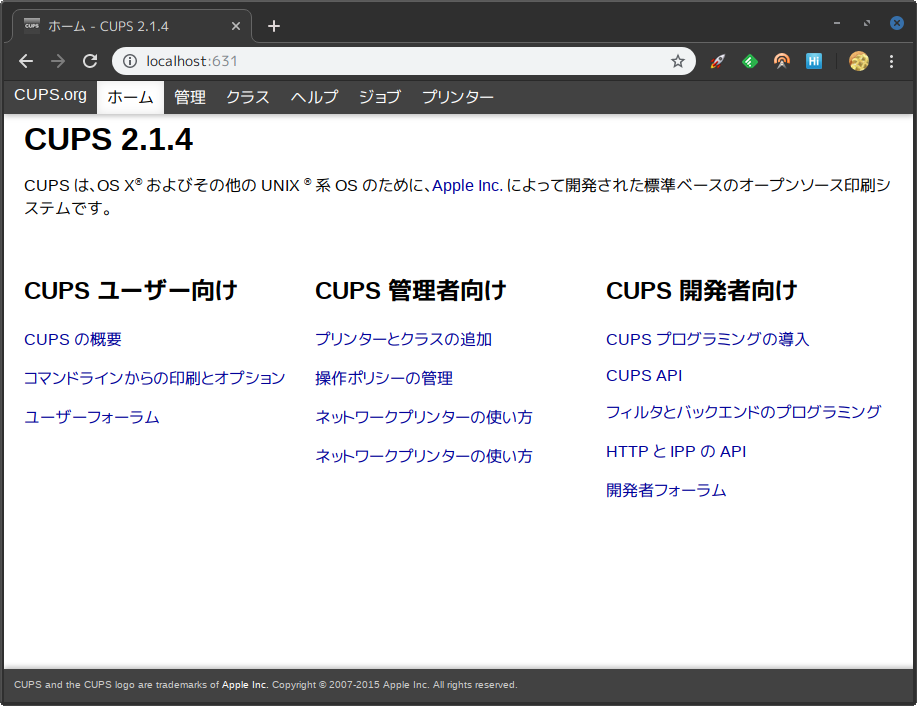 CUPS ホーム - CUPS 2.1.4
localhost:631 Hi
CUPS.org ホーム 管理 クラス ヘルプ ジョブ プリンター
CUPS 2.1.4
CUPS は、OS X® およびその他の UNIX ® 系 OS のために、Apple Inc. によって開発された標準ベースのオープンソース印刷シ
ステムです。
CUPS ユーザー向け
CUPS の概要
コマンドラインからの印刷とオプション
ユーザーフォーラム
CUPS 管理者向け
プリンターとクラスの追加
操作ポリシーの管理
ネットワークプリンターの使い方
ネットワークプリンターの使い方
CUPS 開発者向け
CUPS プログラミングの導入
CUPS API
フィルタとバックエンドのプログラミング
HTTP と IPP の API
開発者フォーラム
CUPS and the CUPS logo are trademarks of Apple Inc. Copyright © 2007-2015 Apple Inc. All rights reserved.